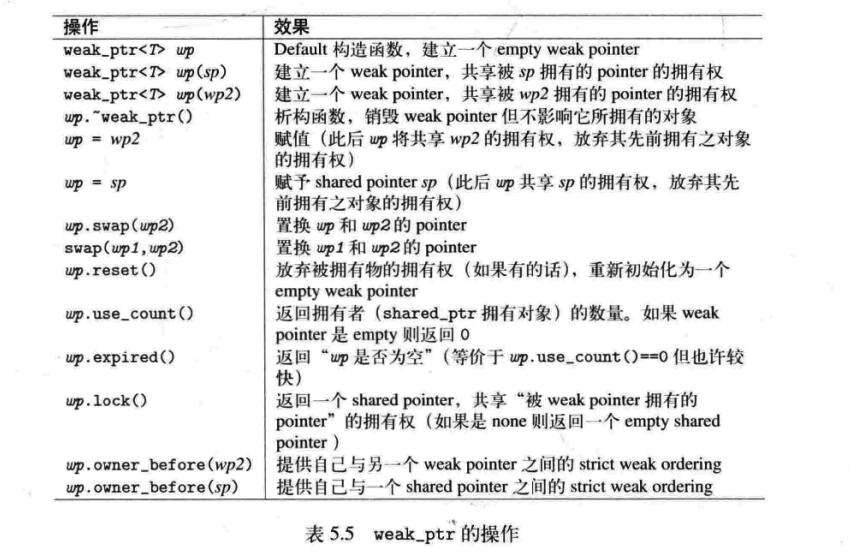 操作 效果
weak_ptr<T> wp Default 构造函数，建立一个 empty weak pointer
weak_ptr<T> wp(sp) 建立一个 weak pointer，共享被 sp 拥有的 pointer 的拥有权
weak_ptr<T> wp(wp2) 建立一个 weak pointer，共享被 wp2 拥有的 pointer 的拥有权
wp.~weak_ptr() 析构函数，销毁 weak pointer 但不影响它所拥有的对象
wp = wp2 赋值（此后 wp 将共享 wp2 的拥有权，放弃其先前拥有之对象
的拥有权）
wp = sp 赋予 shared pointer sp（此后 wp 共享 sp 的拥有权，放弃其先
前拥有之对象的拥有权）
wp.swap(wp2) 置换 wp 和 wp2 的 pointer
swap(wp1,wp2) 置换 wp1 和 wp2 的 pointer
wp.reset() 放弃被拥有物的拥有权（如果有的话），重新初始化为一个
empty weak pointer
wp.use_count() 返回拥有者（shared_ptr 拥有对象）的数量。如果 weak
pointer 是 empty 则返回 0
wp.expired() 返回“wp 是否为空”（等价于 wp.use_count()==0 但也许较
快）
wp.lock() 返回一个 shared pointer，共享“被 weak pointer 拥有的
pointer”的拥有权（如果是 none 则返回一个 empty shared
pointer）
wp.owner_before(wp2) 提供自己与另一个 weak pointer 之间的 strict weak ordering
wp.owner_before(sp) 提供自己与一个 shared pointer 之间的 strict weak ordering
表 5.5 weak_ptr 的操作